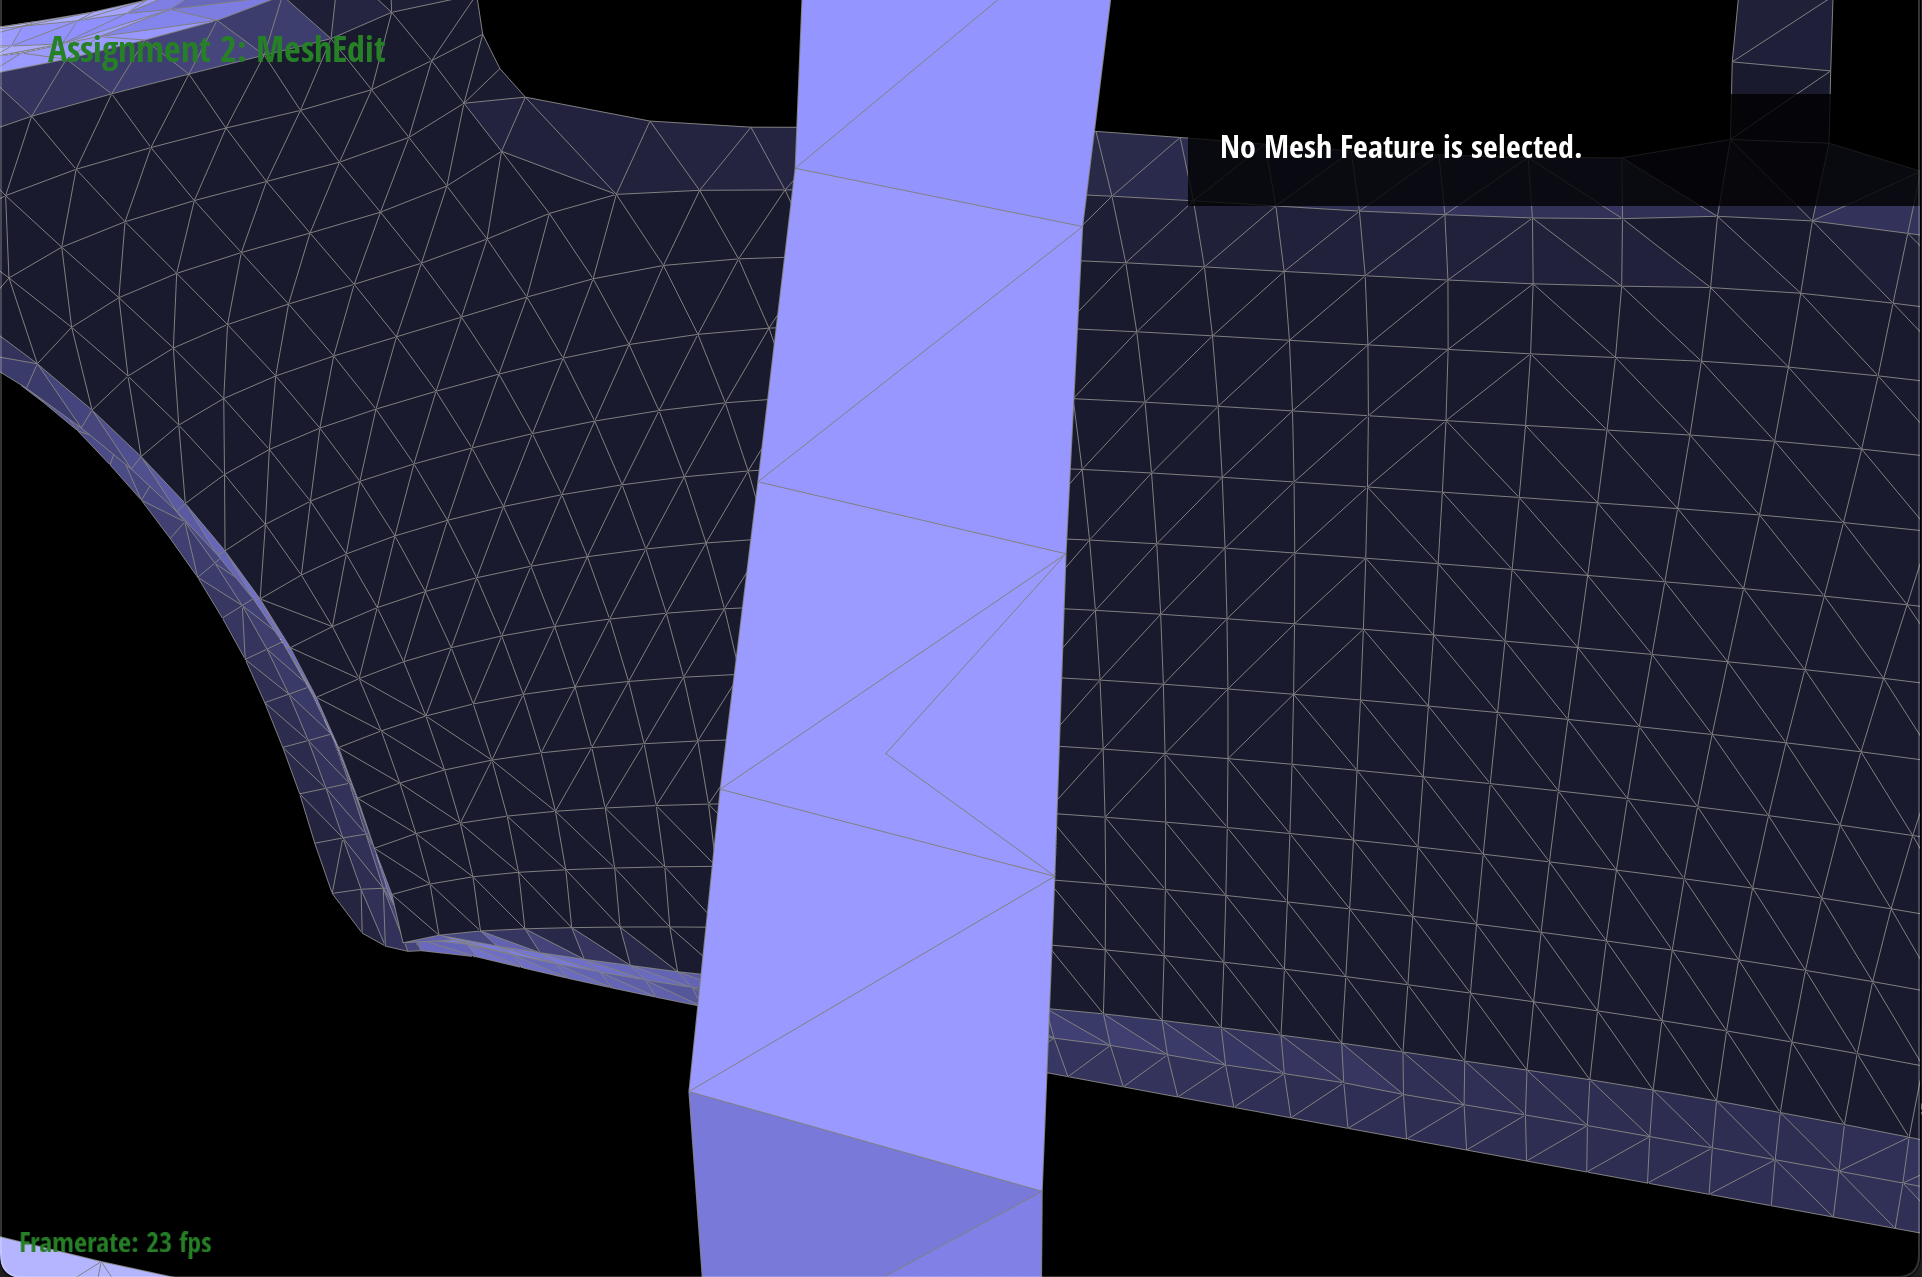 Assignment 2: MeshEdit
No Mesh Feature is selected.
Framerate: 23 fps